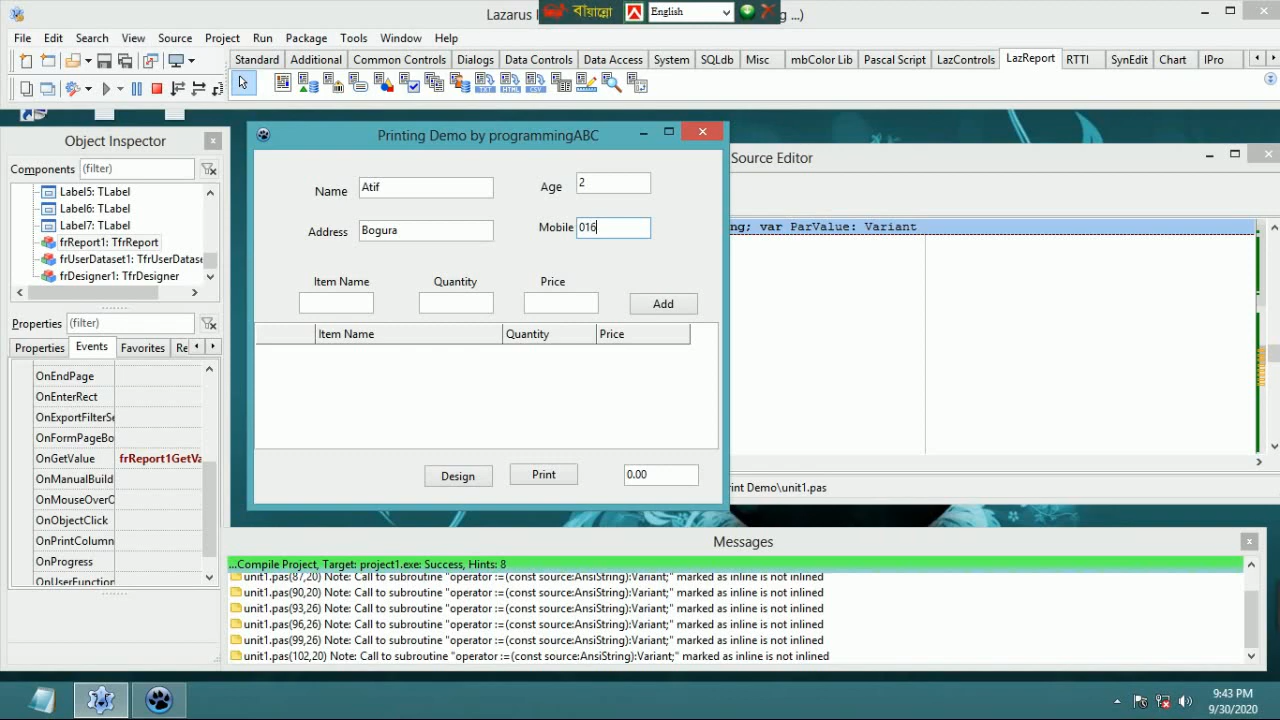 Lazarus I
বায়ান্নো
English
g ...)
File Edit Search View Source Project Run Package Tools Window Help
Standard Additional Common Controls Dialogs Data Controls Data Access System SQLdb Misc mbColor Lib Pascal Script LazControls LazReport RTTI SynEdit Chart IPro
Object Inspector
Components (filter)
Label5: TLabel
Label6: TLabel
Label7: TLabel
frReport1: TfrReport
frUserDataset1: TfrUserDatase
frDesigner1: TfrDesigner
Properties (filter)
Properties Events Favorites Re
OnEndPage
OnEnterRect
OnExportFilterSe
OnFormPageBo
OnGetValue frReport1GetVa
OnManualBuild
OnMouseOverO
OnObjectClick
OnPrintColumn
OnProgress
OnUserFunction
Printing Demo by programmingABC
Name Atif Age 2
Address Bogura Mobile 016
Item Name Quantity Price
Add
Item Name Quantity Price
Design Print 0.00
Source Editor
ng; var ParValue: Variant
int Demo\unit1.pas
Messages
...Compile Project, Target: project1.exe: Success, Hints: 8
unit1.pas(87,20) Note: Call to subroutine "operator :=(const source:AnsiString):Variant;" marked as inline is not inlined
unit1.pas(90,20) Note: Call to subroutine "operator :=(const source:AnsiString):Variant;" marked as inline is not inlined
unit1.pas(93,26) Note: Call to subroutine "operator :=(const source:AnsiString):Variant;" marked as inline is not inlined
unit1.pas(96,26) Note: Call to subroutine "operator :=(const source:AnsiString):Variant;" marked as inline is not inlined
unit1.pas(99,26) Note: Call to subroutine "operator :=(const source:AnsiString):Variant;" marked as inline is not inlined
unit1.pas(102,20) Note: Call to subroutine "operator :=(const source:AnsiString):Variant;" marked as inline is not inlined
9:43 PM
9/30/2020